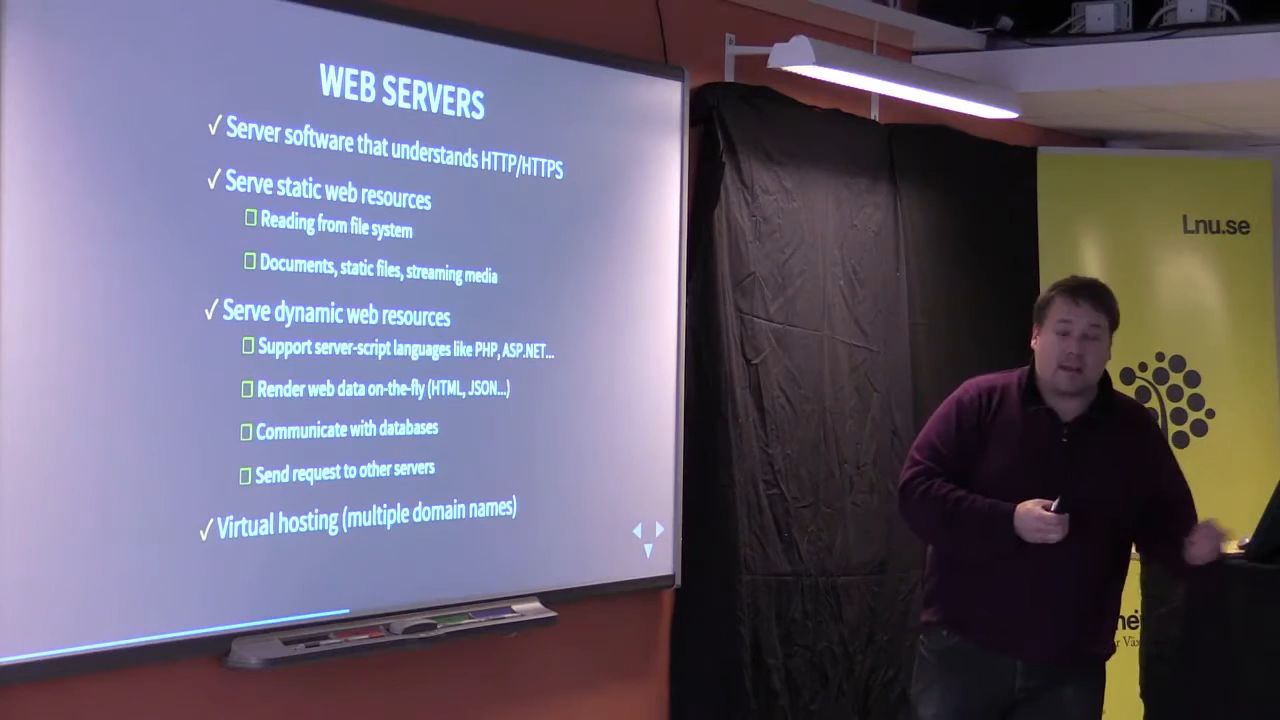 WEB SERVERS
✓ Server software that understands HTTP/HTTPS
✓ Serve static web resources
Reading from file system
Documents, static files, streaming media
✓ Serve dynamic web resources
Support server-script languages like PHP, ASP.NET...
Render web data on-the-fly (HTML, JSON...)
Communicate with databases
Send request to other servers
✓ Virtual hosting (multiple domain names)
Lnu.se